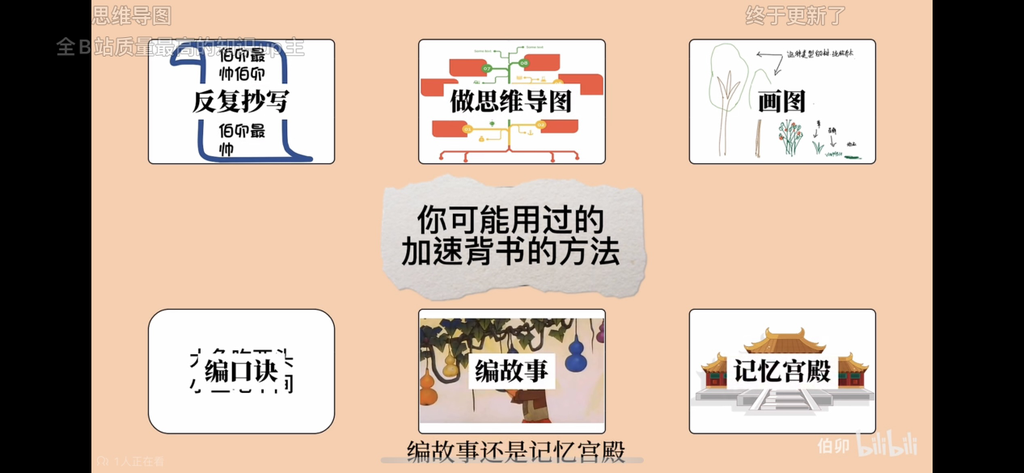 思维导图
终于更新了
全B站质量最高的知识up主
伯卯最
帅伯卯
反复抄写
伯卯最
帅
做思维导图
画图
你可能用过的
加速背书的方法
编口诀
编故事
记忆宫殿
编故事还是记忆宫殿
伯卯 bilibili
1人正在看